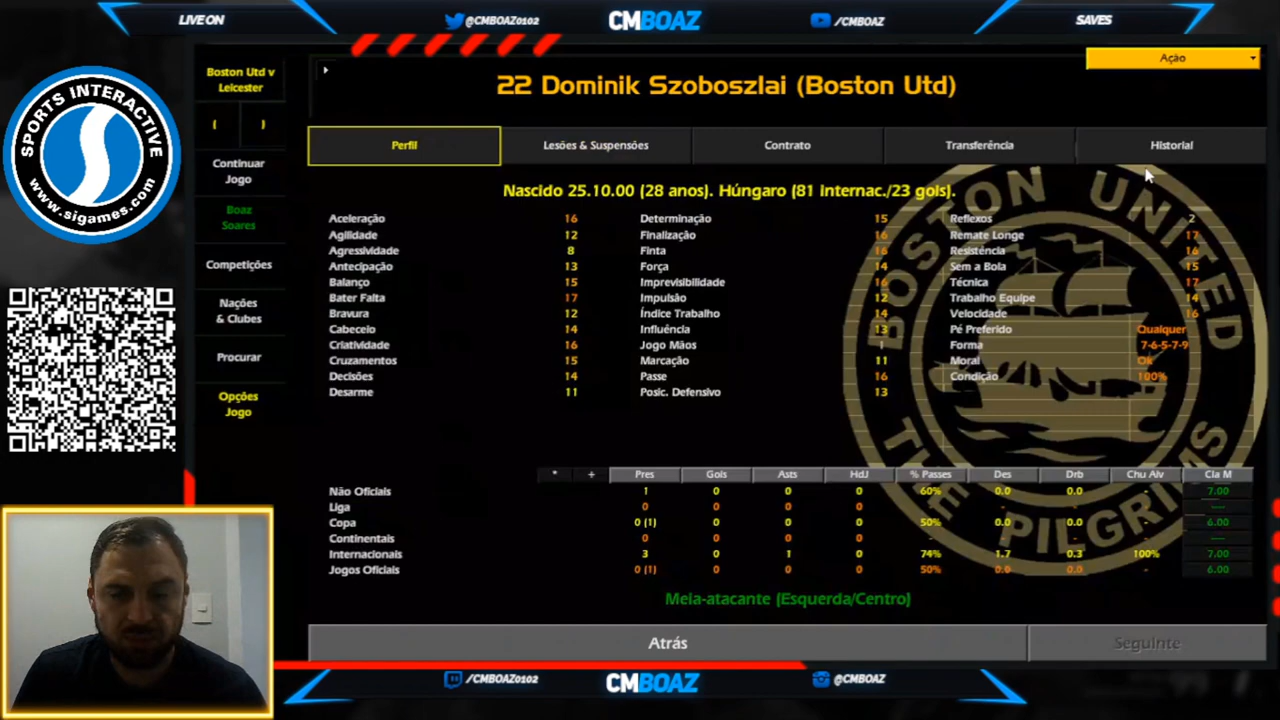 LIVE ON
@CMBOAZ0102
CMBOAZ
/CMBOAZ
SAVES
SPORTS INTERACTIVE
www.sigames.com
Boston Utd v
Leicester
Continuar
Jogo
Boaz
Soares
Competições
Nações
& Clubes
Procurar
Opções
Jogo
Ação
22 Dominik Szoboszlai (Boston Utd)
Perfil
Lesões & Suspensões
Contrato
Transferência
Historial
Nascido 25.10.00 (28 anos). Húngaro (81 internac./23 gols).
Aceleração 16 Determinação 15 Reflexos 2
Agilidade 12 Finalização 16 Remate Longe 17
Agressividade 8 Finta 16 Resistência 16
Antecipação 13 Força 14 Sem a Bola 15
Balanço 15 Imprevisibilidade 16 Técnica 17
Bater Falta 17 Impulsão 12 Trabalho Equipe 14
Bravura 12 Índice Trabalho 14 Velocidade 16
Cabeceio 14 Influência 13 Pé Preferido Qualquer
Criatividade 16 Jogo Mãos 1 Forma 7-6-5-7-9
Cruzamentos 15 Marcação 11 Moral Ok
Decisões 14 Passe 16 Condição 100%
Desarme 11 Posic. Defensivo 13
* + Pres Gols Asts HdJ % Passes Des Drb Chu Alv Cla M
Não Oficiais 1 0 0 0 60% 0.0 0.0 - 7.00
Liga 0 0 0 0 - - - - ---
Copa 0 (1) 0 0 0 50% 0.0 0.0 - 6.00
Continentais 0 0 0 0 - - - - ---
Internacionais 3 0 1 0 74% 1.7 0.3 100% 7.00
Jogos Oficiais 0 (1) 0 0 0 50% 0.0 0.0 - 6.00
Meia-atacante (Esquerda/Centro)
BOSTON UNITED
THE PILGRIMS
Atrás
Seguinte
/CMBOAZ0102
CMBOAZ
@CMBOAZ